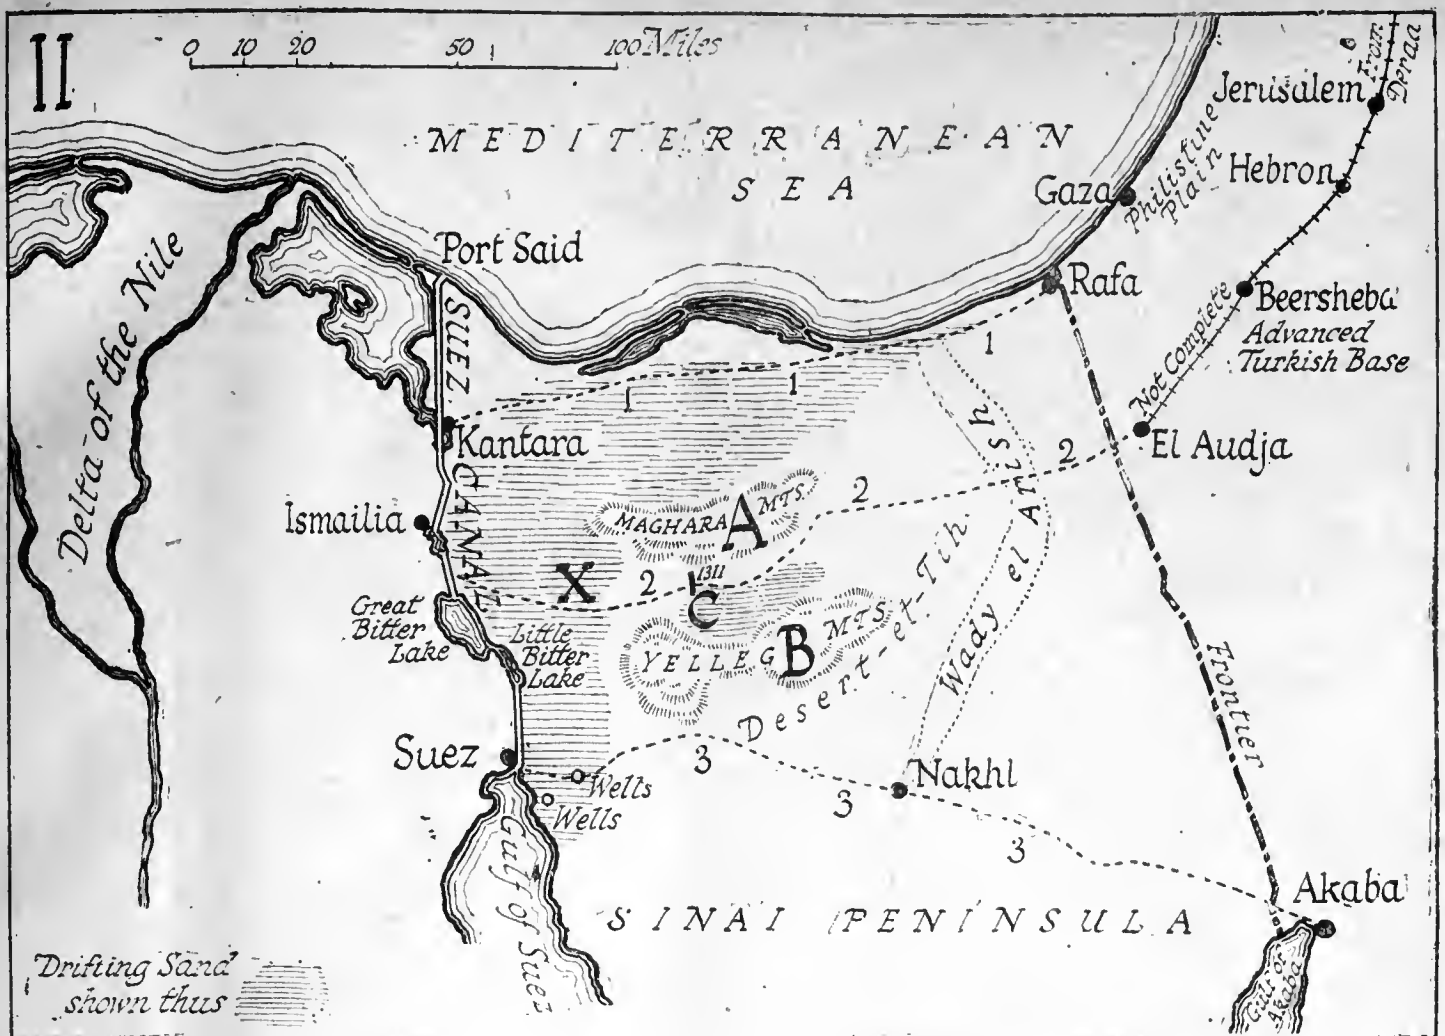 II
0 10 20 50 100 Miles
MEDITERRANEAN
SEA
From
Deraa
Jerusalem
Hebron
Philistine
Plain
Gaza
Port Said
Rafa
Beersheba
Advanced
Turkish Base
Not Complete
Delta of the Nile
SUEZ
CANAL
1
1
1
Kantara
El Audja
2
2
Ismailia
MAGHARA MTS.
A
Wady el Arish
X
2
1311
C
Desert-et-Tih
Great
Bitter
Lake
Little
Bitter
Lake
YELLEG MTS.
B
Frontier
Suez
3
Wells
Wells
Nakhl
3
3
Gulf of Suez
Akaba
SINAI PENINSULA
Gulf of
Akaba
Drifting Sand
shown thus